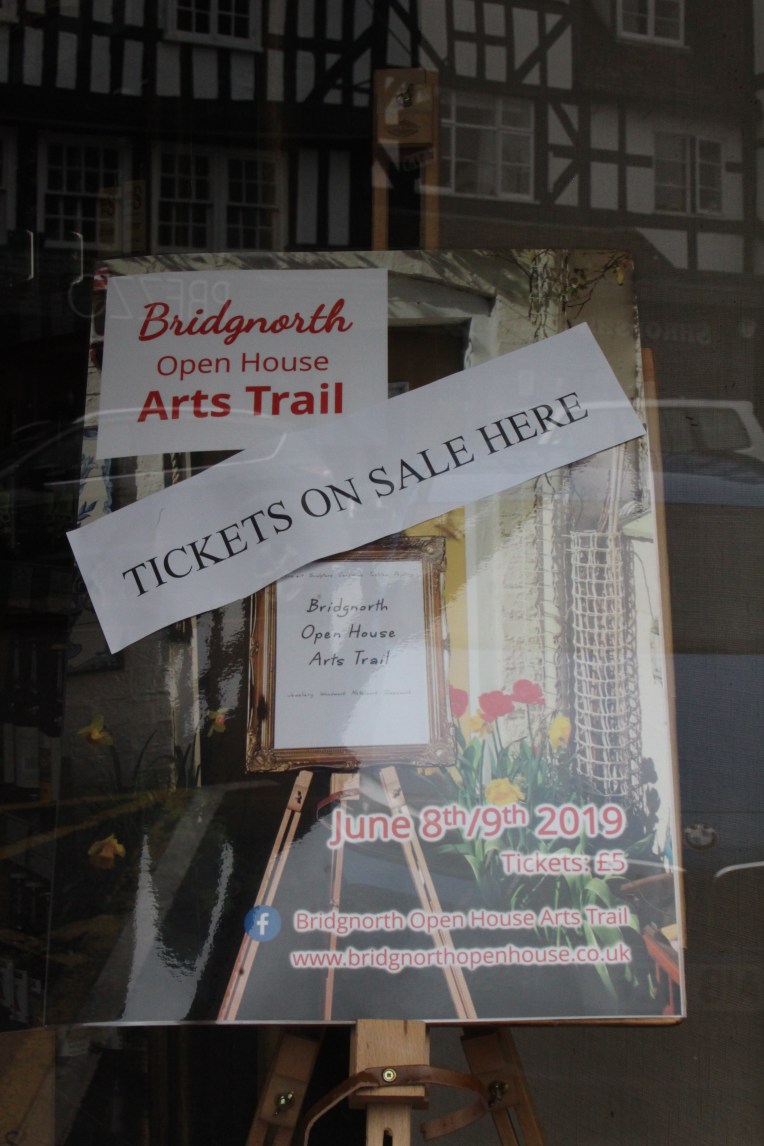 Bridgnorth
Open House
Arts Trail
TICKETS ON SALE HERE
Bridgnorth
Open House
Arts Trail
June 8th/9th 2019
Tickets: £5
f Bridgnorth Open House Arts Trail
www.bridgnorthopenhouse.co.uk